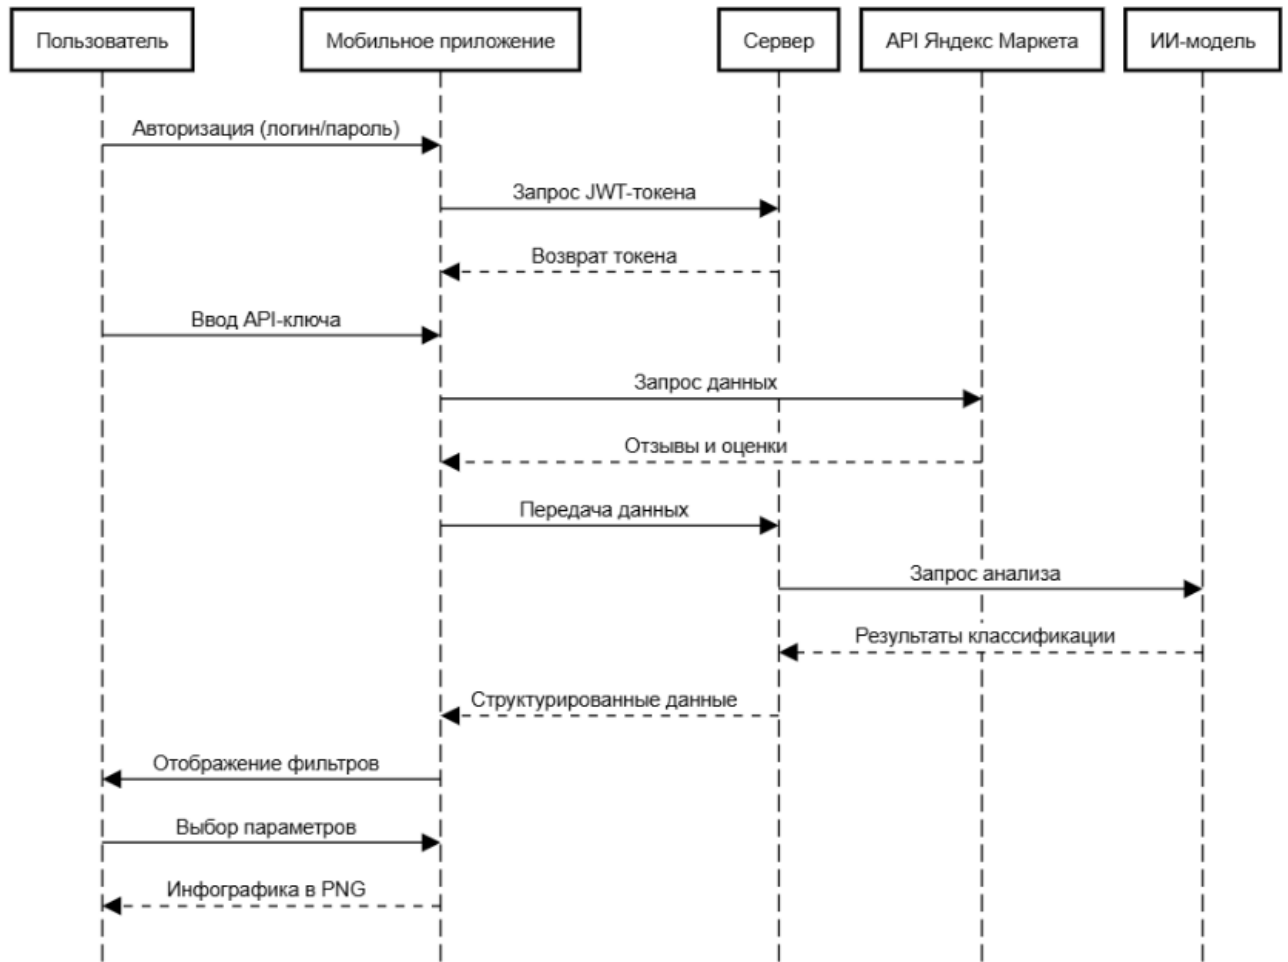 Пользователь
Мобильное приложение
Сервер
API Яндекс Маркета
ИИ-модель
Авторизация (логин/пароль)
Запрос JWT-токена
Возврат токена
Ввод API-ключа
Запрос данных
Отзывы и оценки
Передача данных
Запрос анализа
Результаты классификации
Структурированные данные
Отображение фильтров
Выбор параметров
Инфографика в PNG